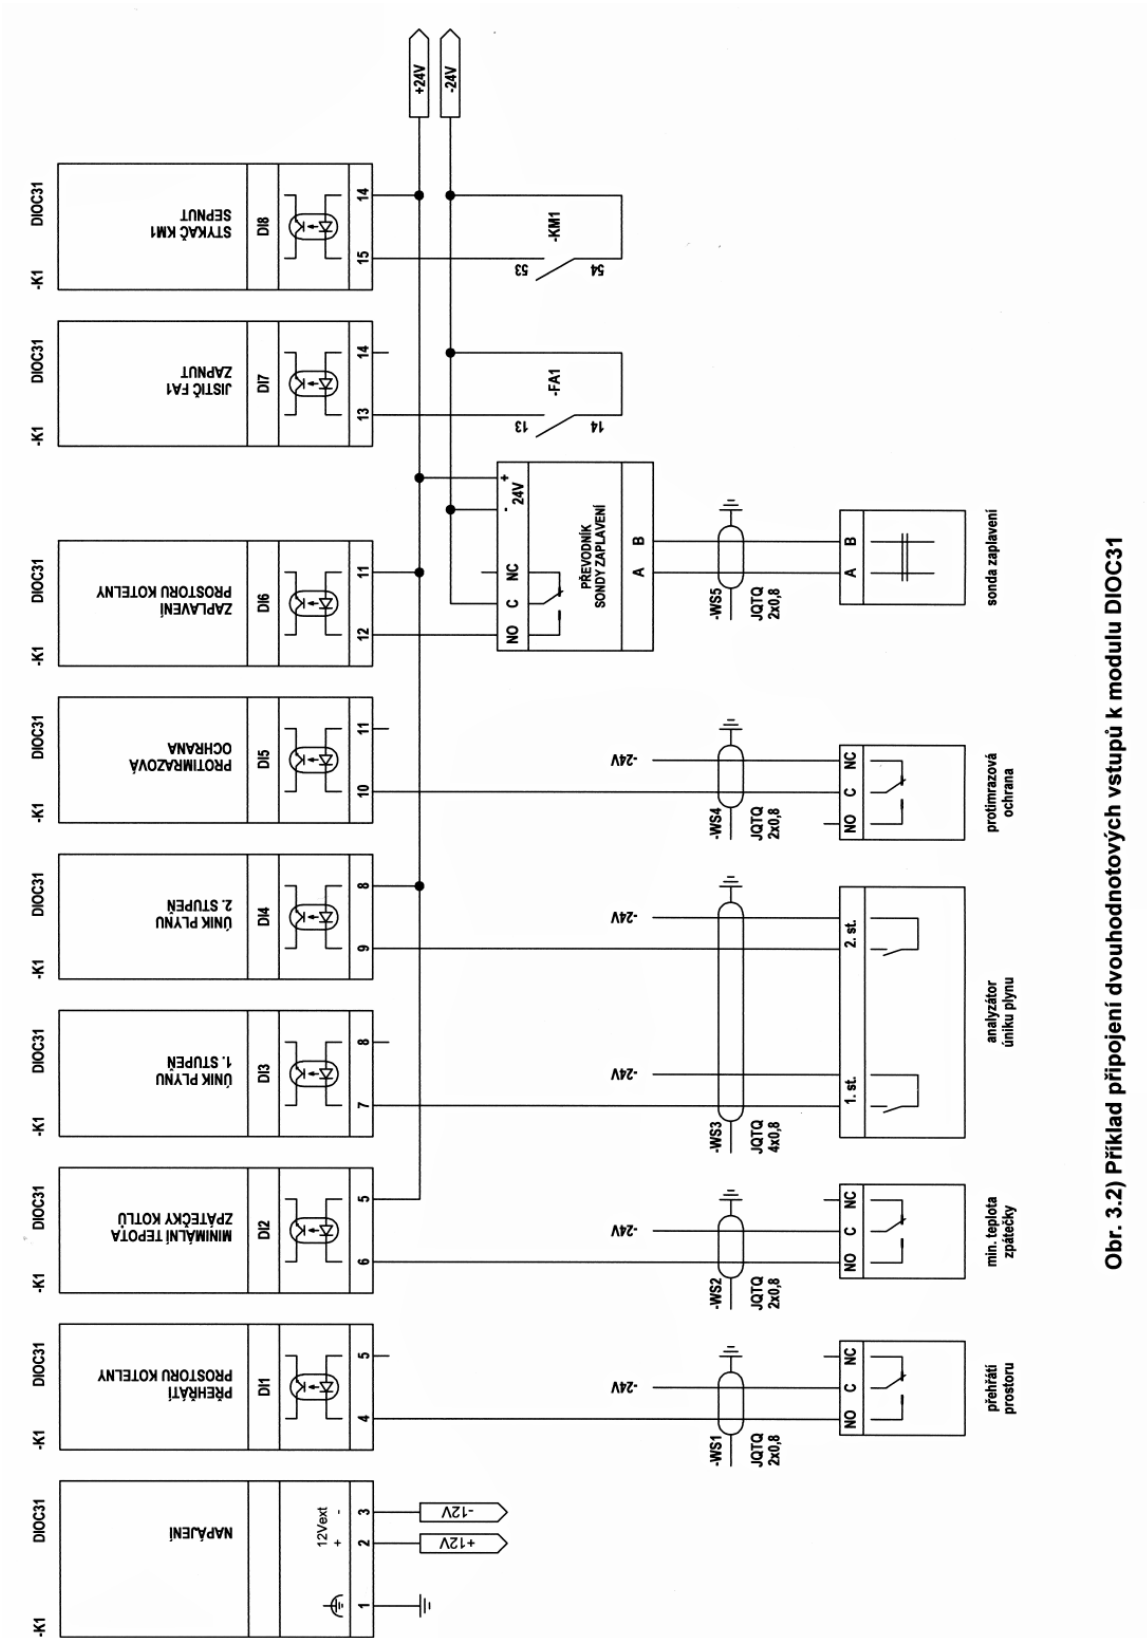 -K1 DIOC31
NAPÁJENÍ
12Vext
+ -
1 2 3
+12V
-12V
-K1 DIOC31
PŘEHŘÁTÍ
PROSTORU KOTELNY
DI1
4 5
-24V
-WS1
JQTQ
2x0,8
NO C NC
přehřátí
prostoru
-K1 DIOC31
MINIMÁLNÍ TEPOTA
ZPÁTEČKY KOTLŮ
DI2
6 5
-24V
-WS2
JQTQ
2x0,8
NO C NC
min. teplota
zpátečky
-K1 DIOC31
ÚNIK PLYNU
1. STUPEŇ
DI3
7 8
-24V
-WS3
JQTQ
4x0,8
1. st.
-K1 DIOC31
ÚNIK PLYNU
2. STUPEŇ
DI4
9 8
-24V
2. st.
analyzátor
úniku plynu
-K1 DIOC31
PROTIMRAZOVÁ
OCHRANA
DI5
10 11
-24V
-WS4
JQTQ
2x0,8
NO C NC
protimrazová
ochrana
-K1 DIOC31
ZAPLAVENÍ
PROSTORU KOTELNY
DI6
12 11
NO C NC - +
24V
PŘEVODNÍK
SONDY ZAPLAVENÍ
A B
-WS5
JQTQ
2x0,8
A B
sonda zaplavení
-K1 DIOC31
JISTIČ FA1
ZAPNUT
DI7
13 14
13 14
-FA1
-K1 DIOC31
STYKAČ KM1
SEPNUT
DI8
15 14
53 54
-KM1
+24V
-24V
Obr. 3.2) Příklad připojení dvouhodnotových vstupů k modulu DIOC31